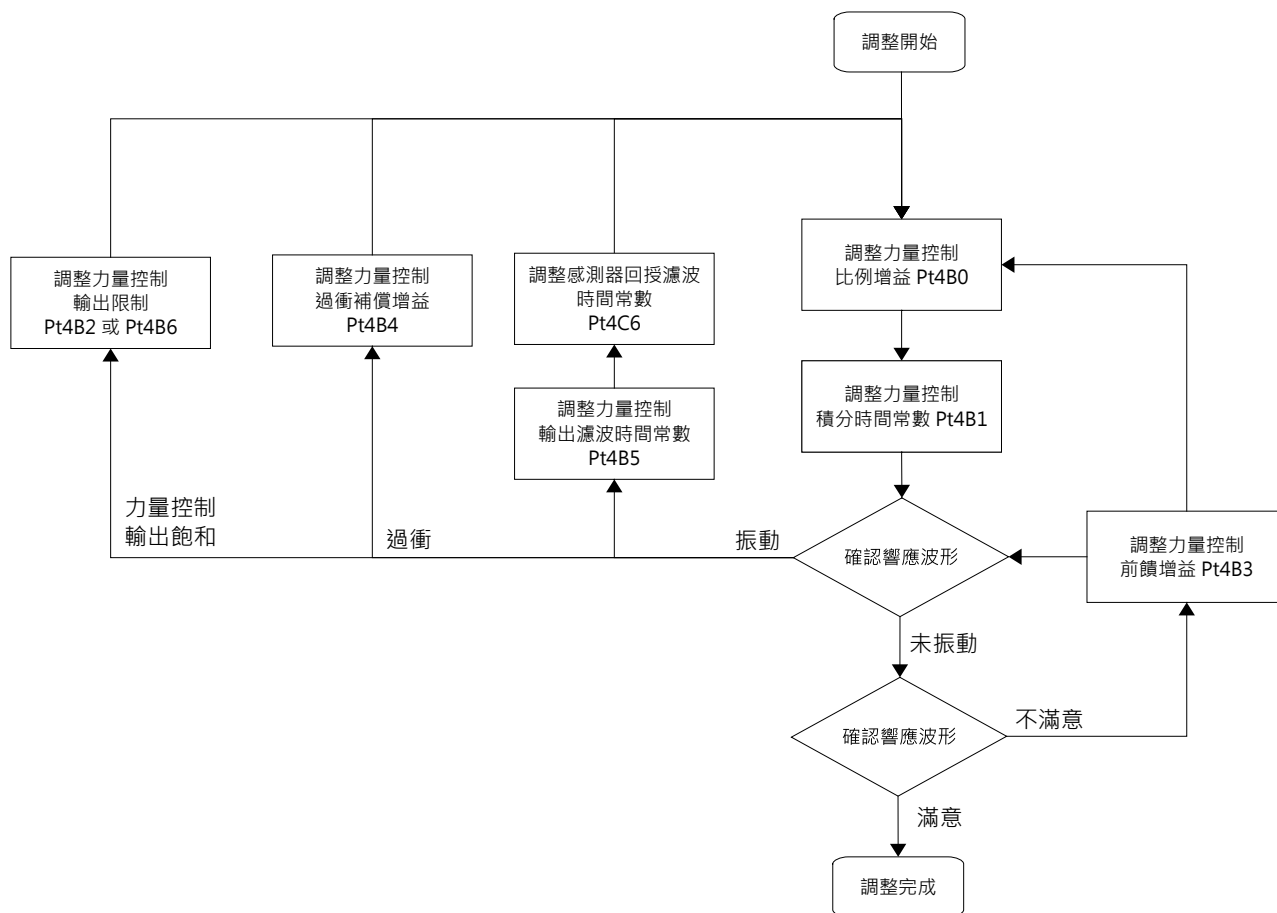 調整開始
調整力量控制
輸出限制
Pt4B2 或 Pt4B6
調整力量控制
過衝補償增益
Pt4B4
調整感測器回授濾波
時間常數
Pt4C6
調整力量控制
比例增益 Pt4B0
調整力量控制
輸出濾波時間常數
Pt4B5
調整力量控制
積分時間常數 Pt4B1
力量控制
輸出飽和
過衝
振動
確認響應波形
調整力量控制
前饋增益 Pt4B3
未振動
確認響應波形
不滿意
滿意
調整完成